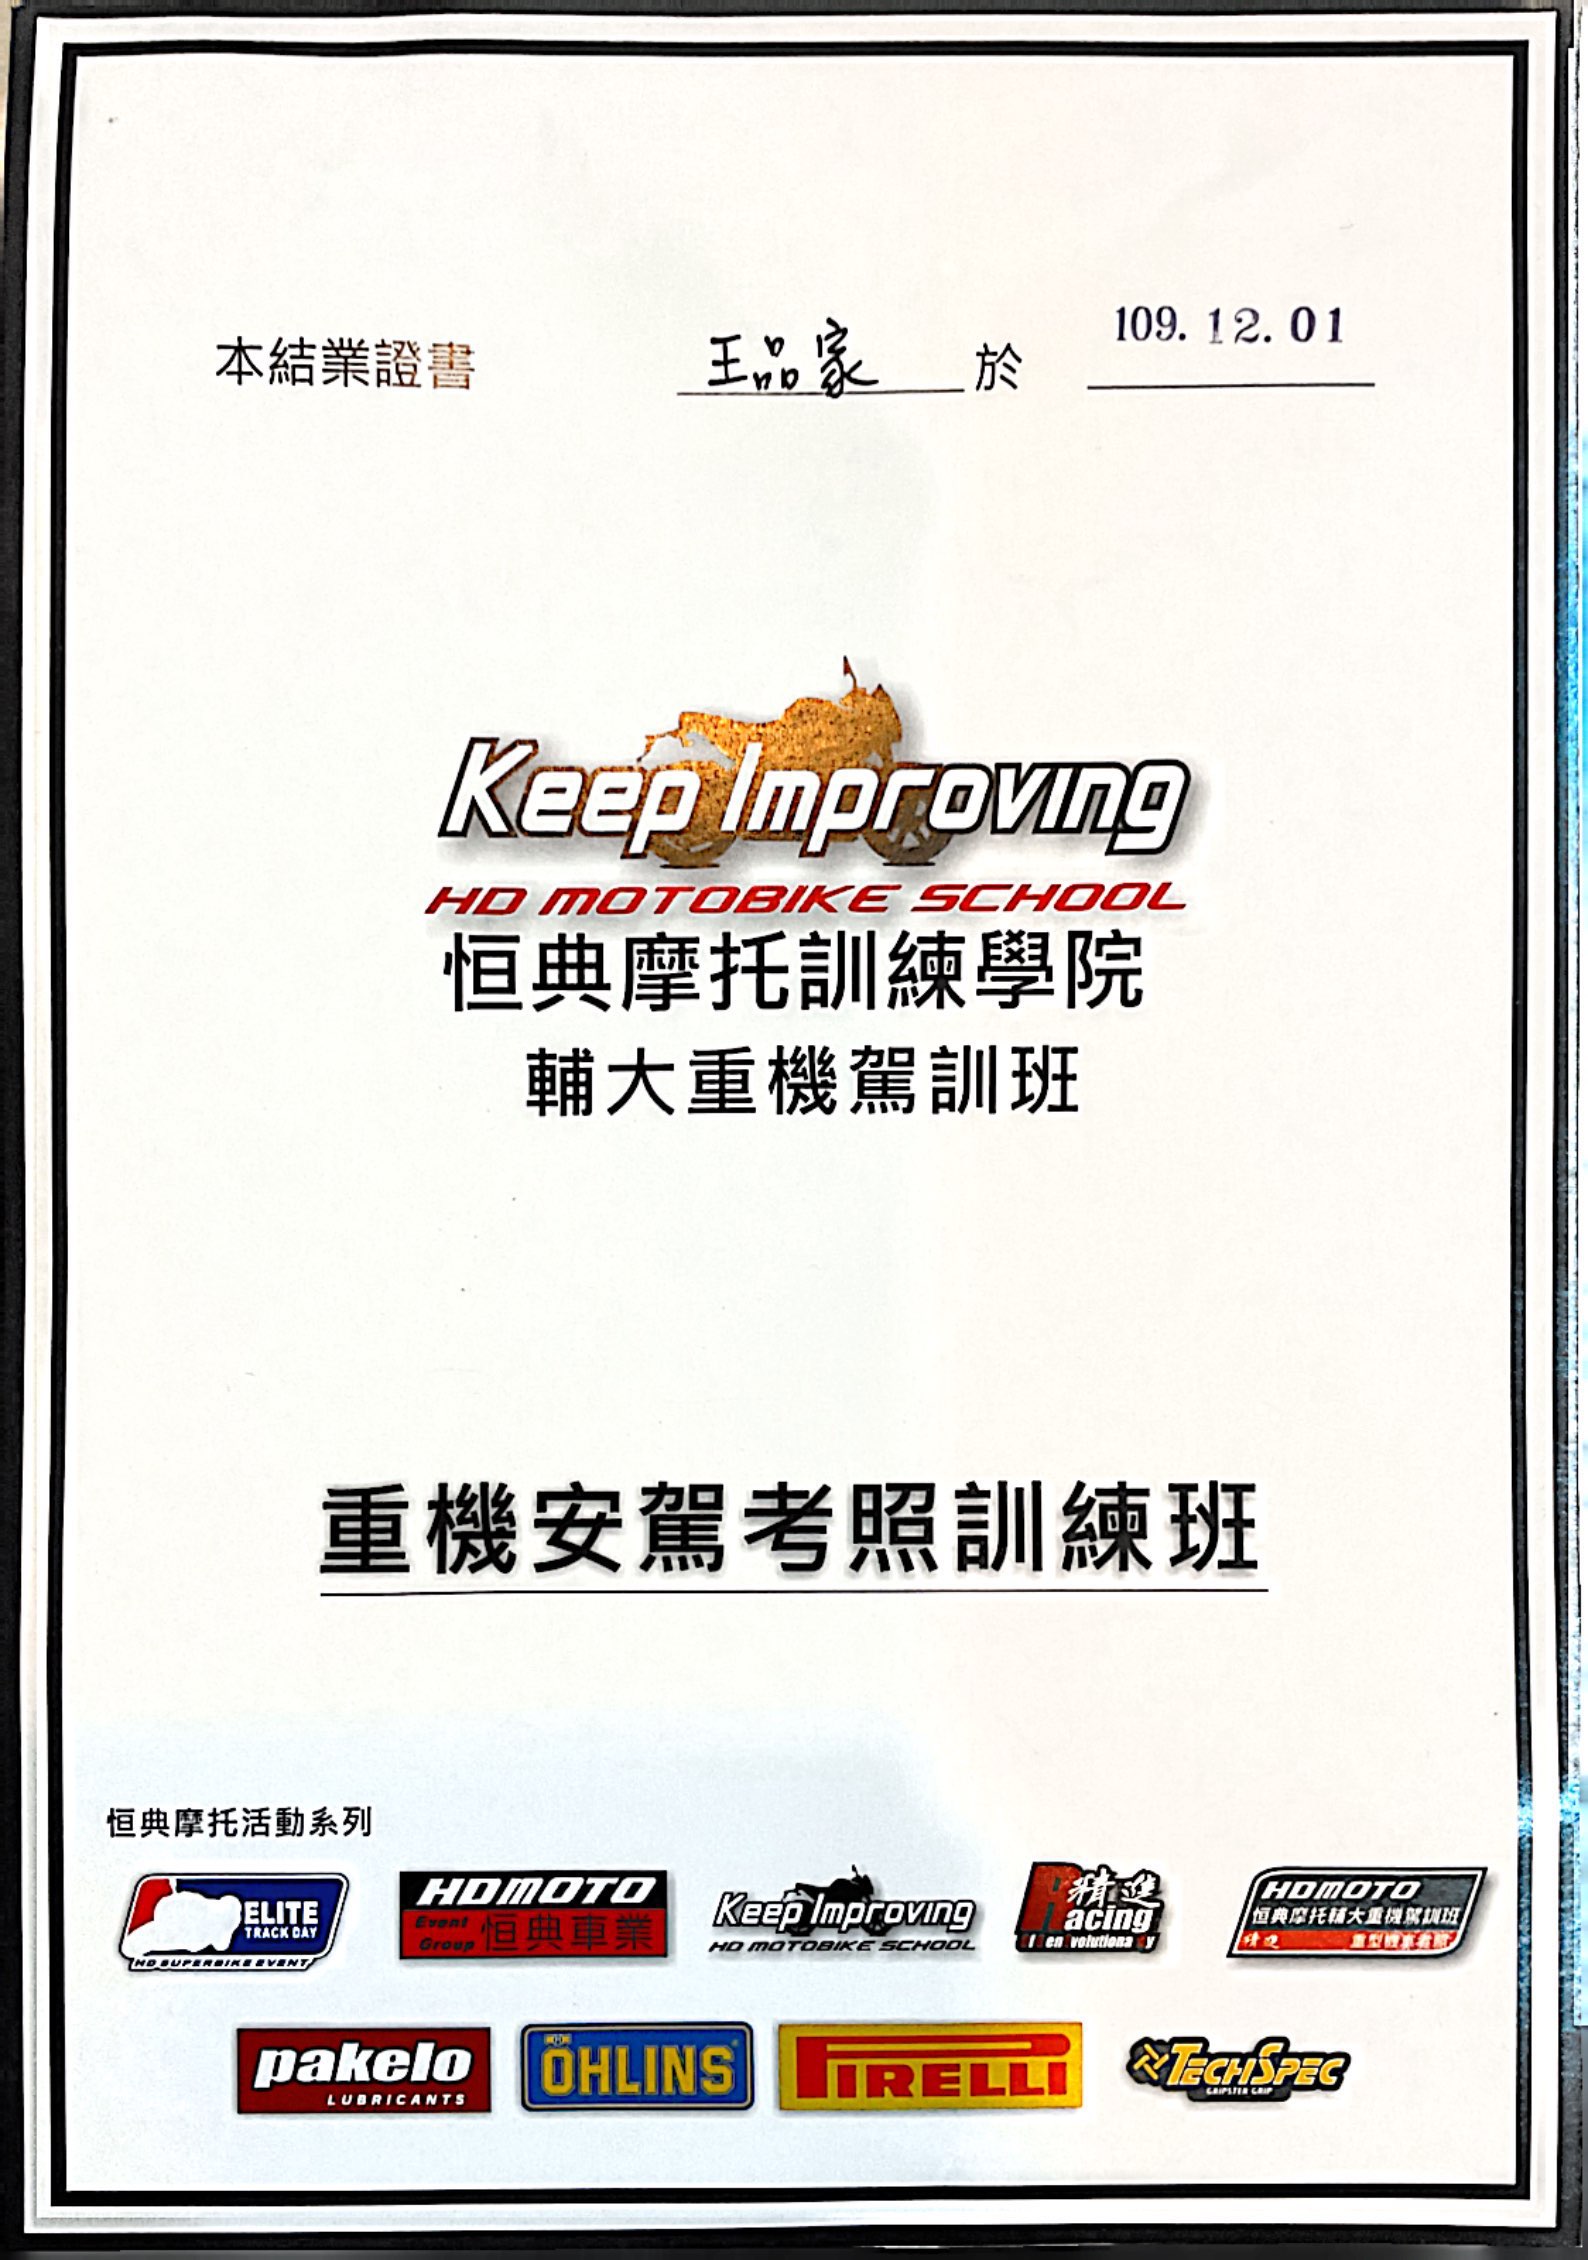 本結業證書 王品家 於 109.12.01
Keep Improving
HD MOTOBIKE SCHOOL
恒典摩托訓練學院
輔大重機駕訓班
重機安駕考照訓練班
恒典摩托活動系列
ELITE
TRACK DAY
HD SUPERBIKE EVENT
HDMOTO
Event Group 恒典車業
Keep Improving
HD MOTOBIKE SCHOOL
精進
Racing
HDMOTO
恒典摩托輔大重機駕訓班
精進
pakelo
LUBRICANTS
ÖHLINS
PIRELLI
TECHSPEC
GRIPSTER GRIP